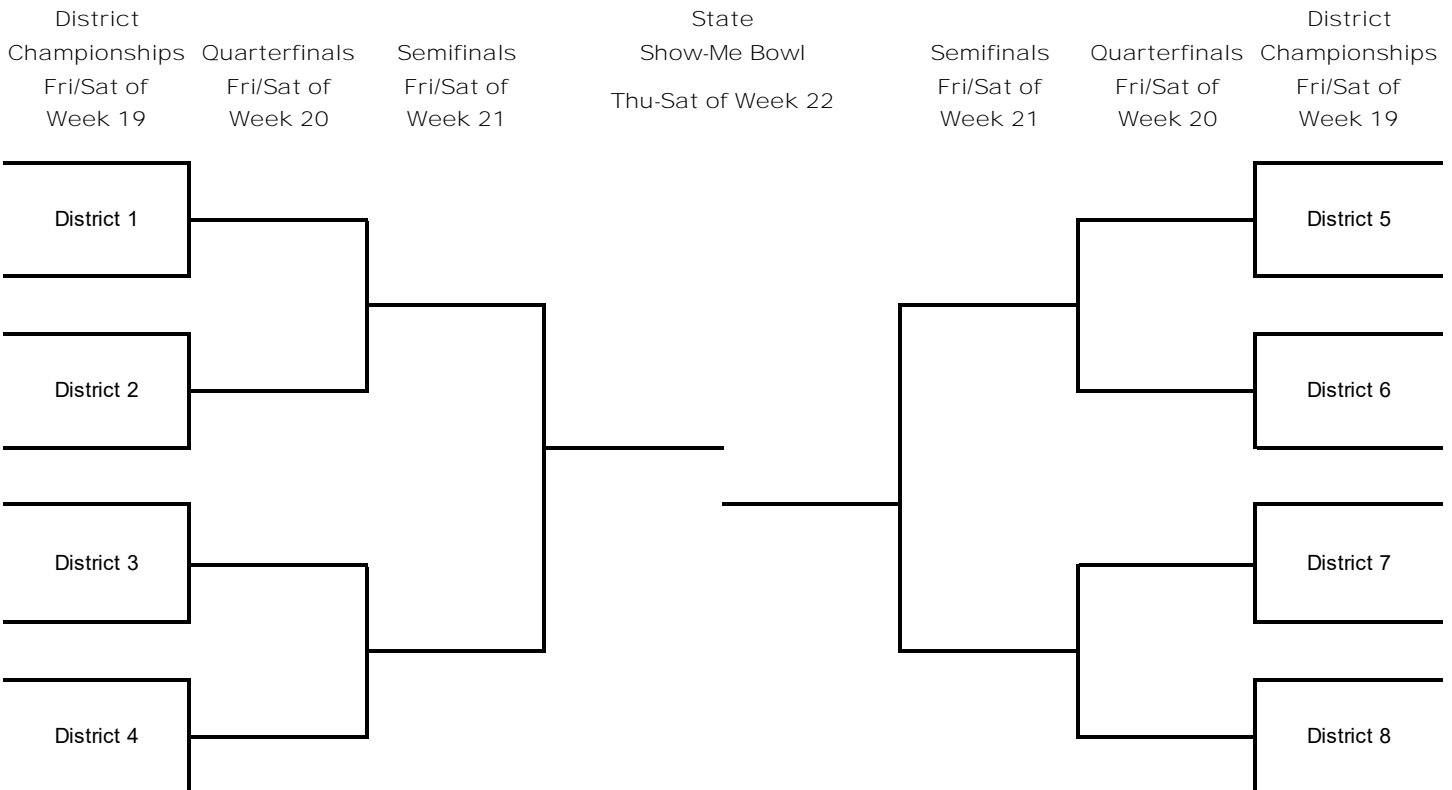 District
Championships
Fri/Sat of
Week 19
Quarterfinals
Fri/Sat of
Week 20
Semifinals
Fri/Sat of
Week 21
State
Show-Me Bowl
Thu-Sat of Week 22
Semifinals
Fri/Sat of
Week 21
Quarterfinals
Fri/Sat of
Week 20
District
Championships
Fri/Sat of
Week 19
District 1
District 2
District 3
District 4
District 5
District 6
District 7
District 8